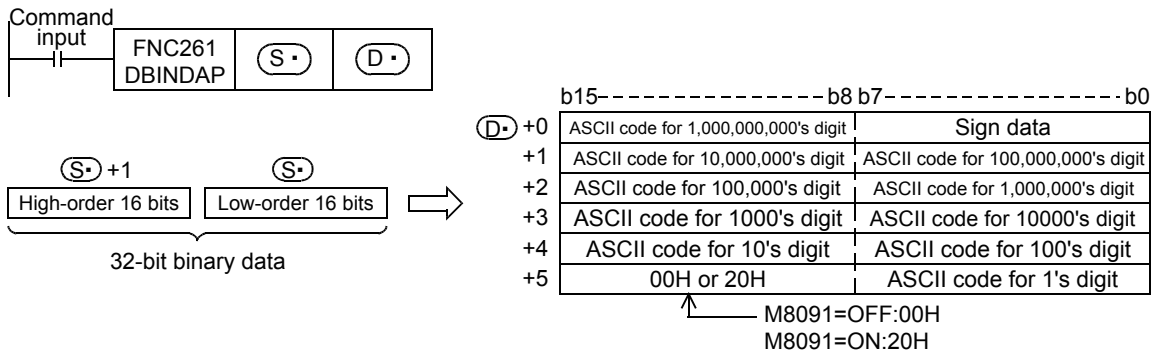 Command
input
FNC261
DBINDAP
S·
D·
S· +1
S·
High-order 16 bits
Low-order 16 bits
32-bit binary data
b15
b8 b7
b0
D· +0
ASCII code for 1,000,000,000's digit
Sign data
+1
ASCII code for 10,000,000's digit
ASCII code for 100,000,000's digit
+2
ASCII code for 100,000's digit
ASCII code for 1,000,000's digit
+3
ASCII code for 1000's digit
ASCII code for 10000's digit
+4
ASCII code for 10's digit
ASCII code for 100's digit
+5
00H or 20H
ASCII code for 1's digit
M8091=OFF:00H
M8091=ON:20H